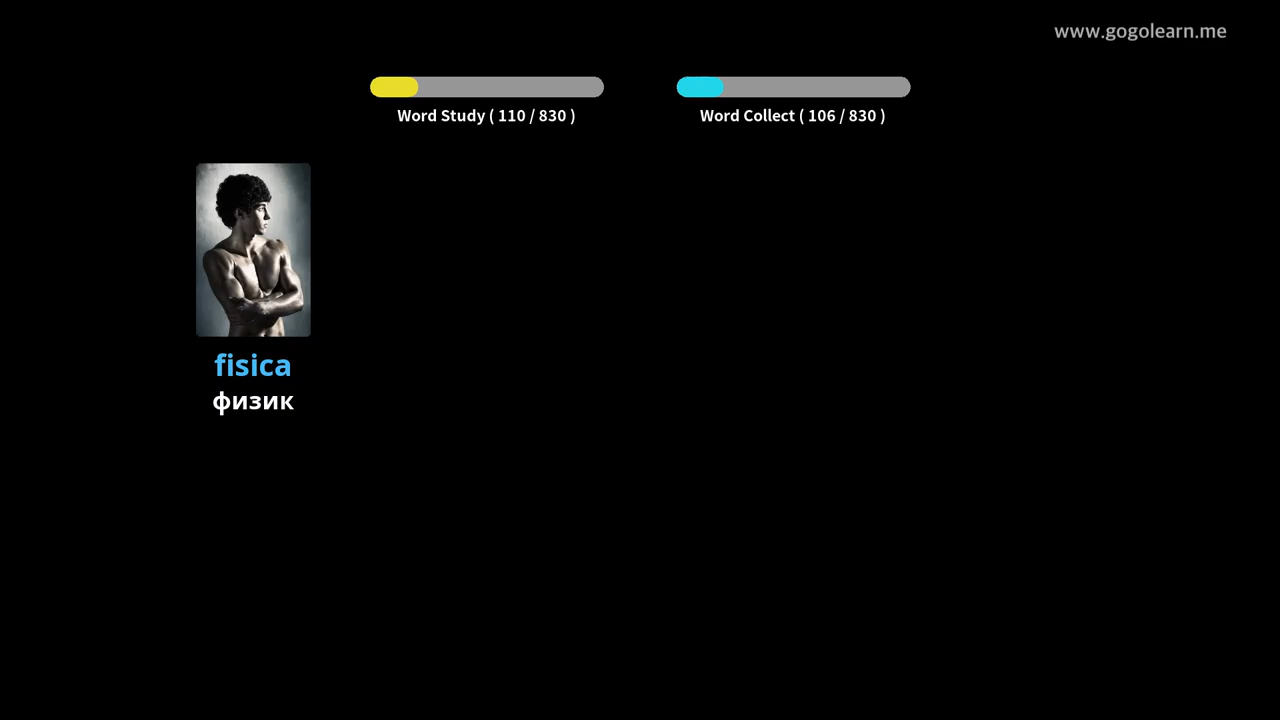 www.gogolearn.me
Word Study ( 110 / 830 )
Word Collect ( 106 / 830 )
fisica
физик